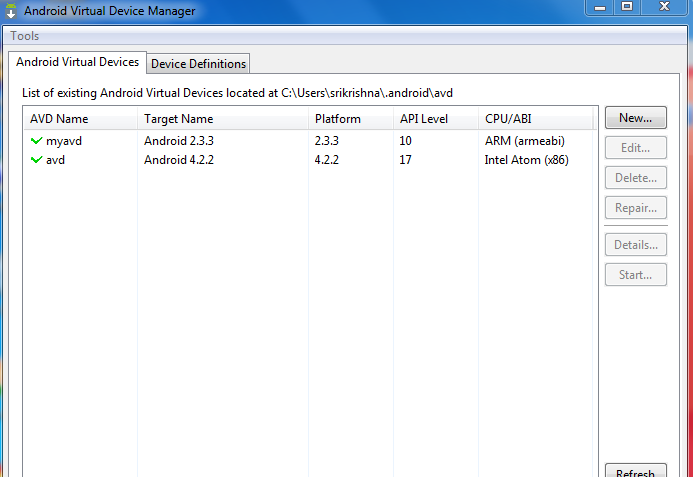 Android Virtual Device Manager
Tools
Android Virtual Devices
Device Definitions
List of existing Android Virtual Devices located at C:\Users\srikrishna\.android\avd
AVD Name Target Name Platform API Level CPU/ABI
myavd Android 2.3.3 2.3.3 10 ARM (armeabi)
avd Android 4.2.2 4.2.2 17 Intel Atom (x86)
New...
Edit...
Delete...
Repair...
Details...
Start...
Refresh